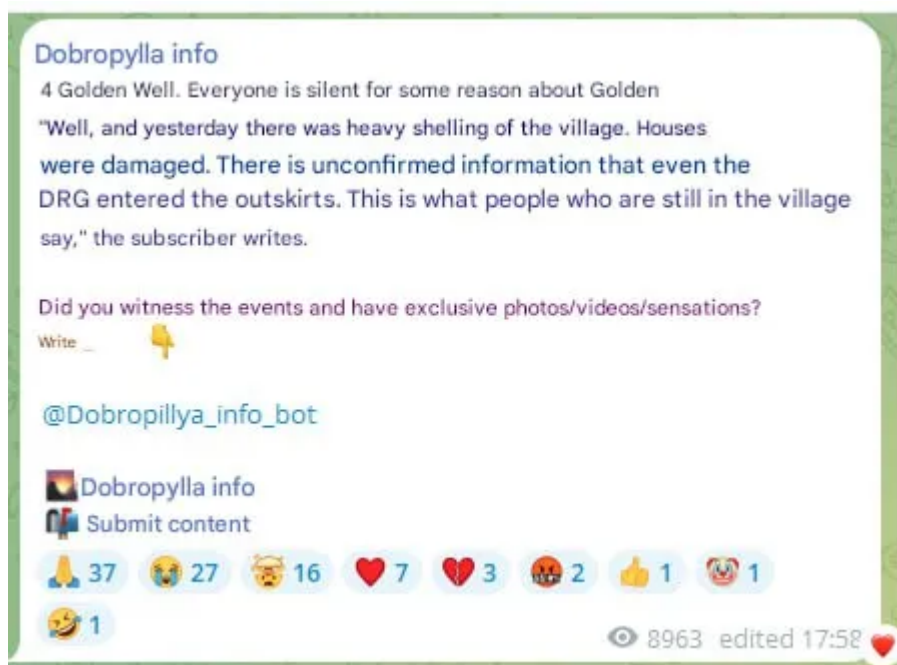 Dobropylla info
4 Golden Well. Everyone is silent for some reason about Golden
"Well, and yesterday there was heavy shelling of the village. Houses
were damaged. There is unconfirmed information that even the
DRG entered the outskirts. This is what people who are still in the village
say," the subscriber writes.
Did you witness the events and have exclusive photos/videos/sensations?
Write _
@Dobropillya_info_bot
Dobropylla info
Submit content
37 27 16 7 3 2 1 1
1
8963 edited 17:58